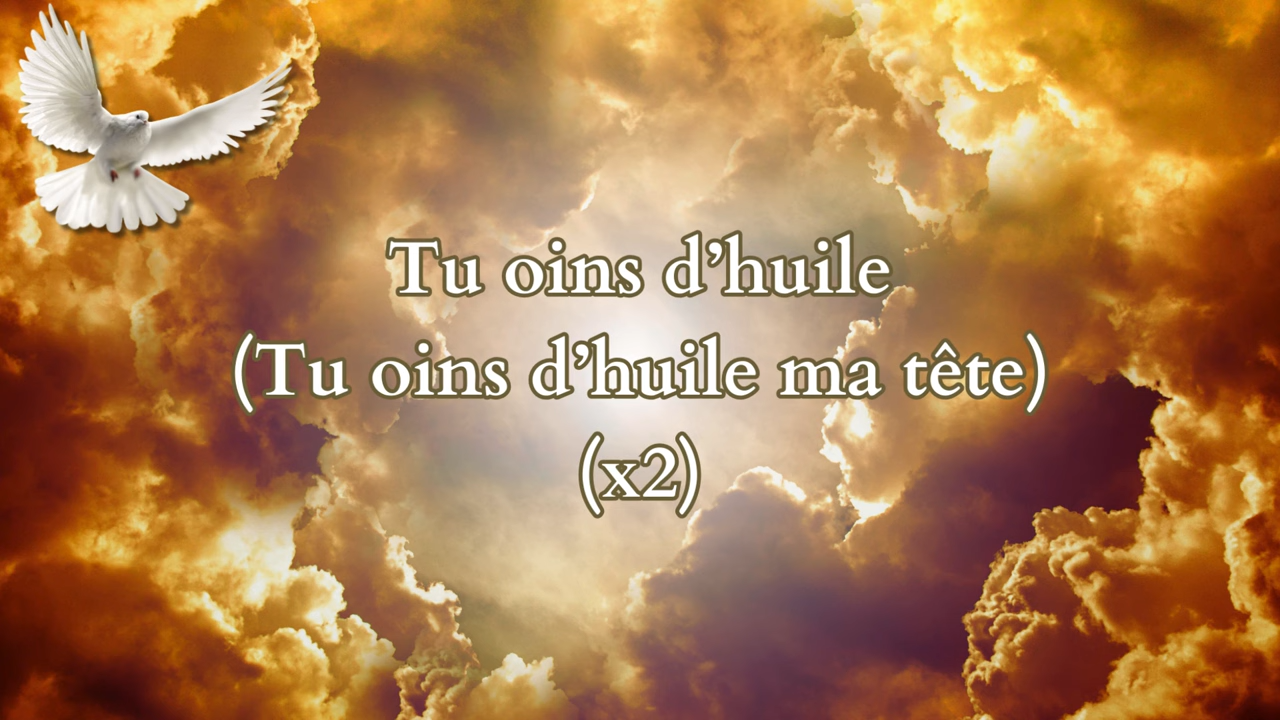 Tu oins d’huile
(Tu oins d’huile ma tête)
(x2)